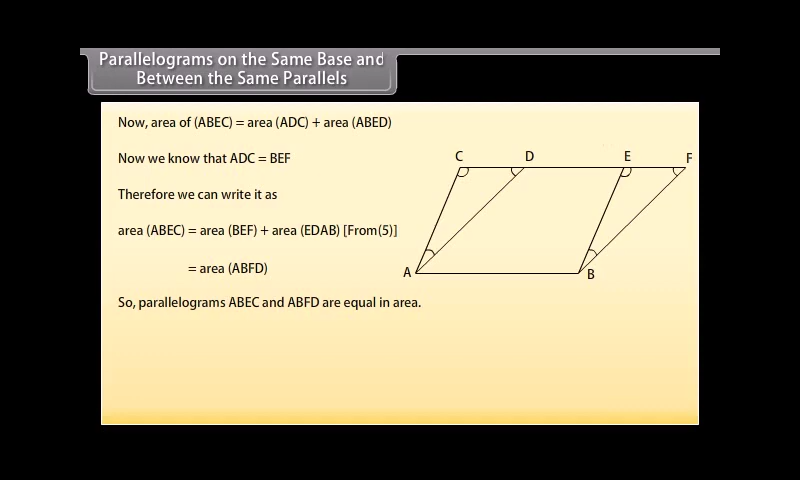 Parallelograms on the Same Base and
Between the Same Parallels
Now, area of (ABEC) = area (ADC) + area (ABED)
Now we know that ADC = BEF
Therefore we can write it as
area (ABEC) = area (BEF) + area (EDAB) [From(5)]
= area (ABFD)
So, parallelograms ABEC and ABFD are equal in area.
C D E F
A B